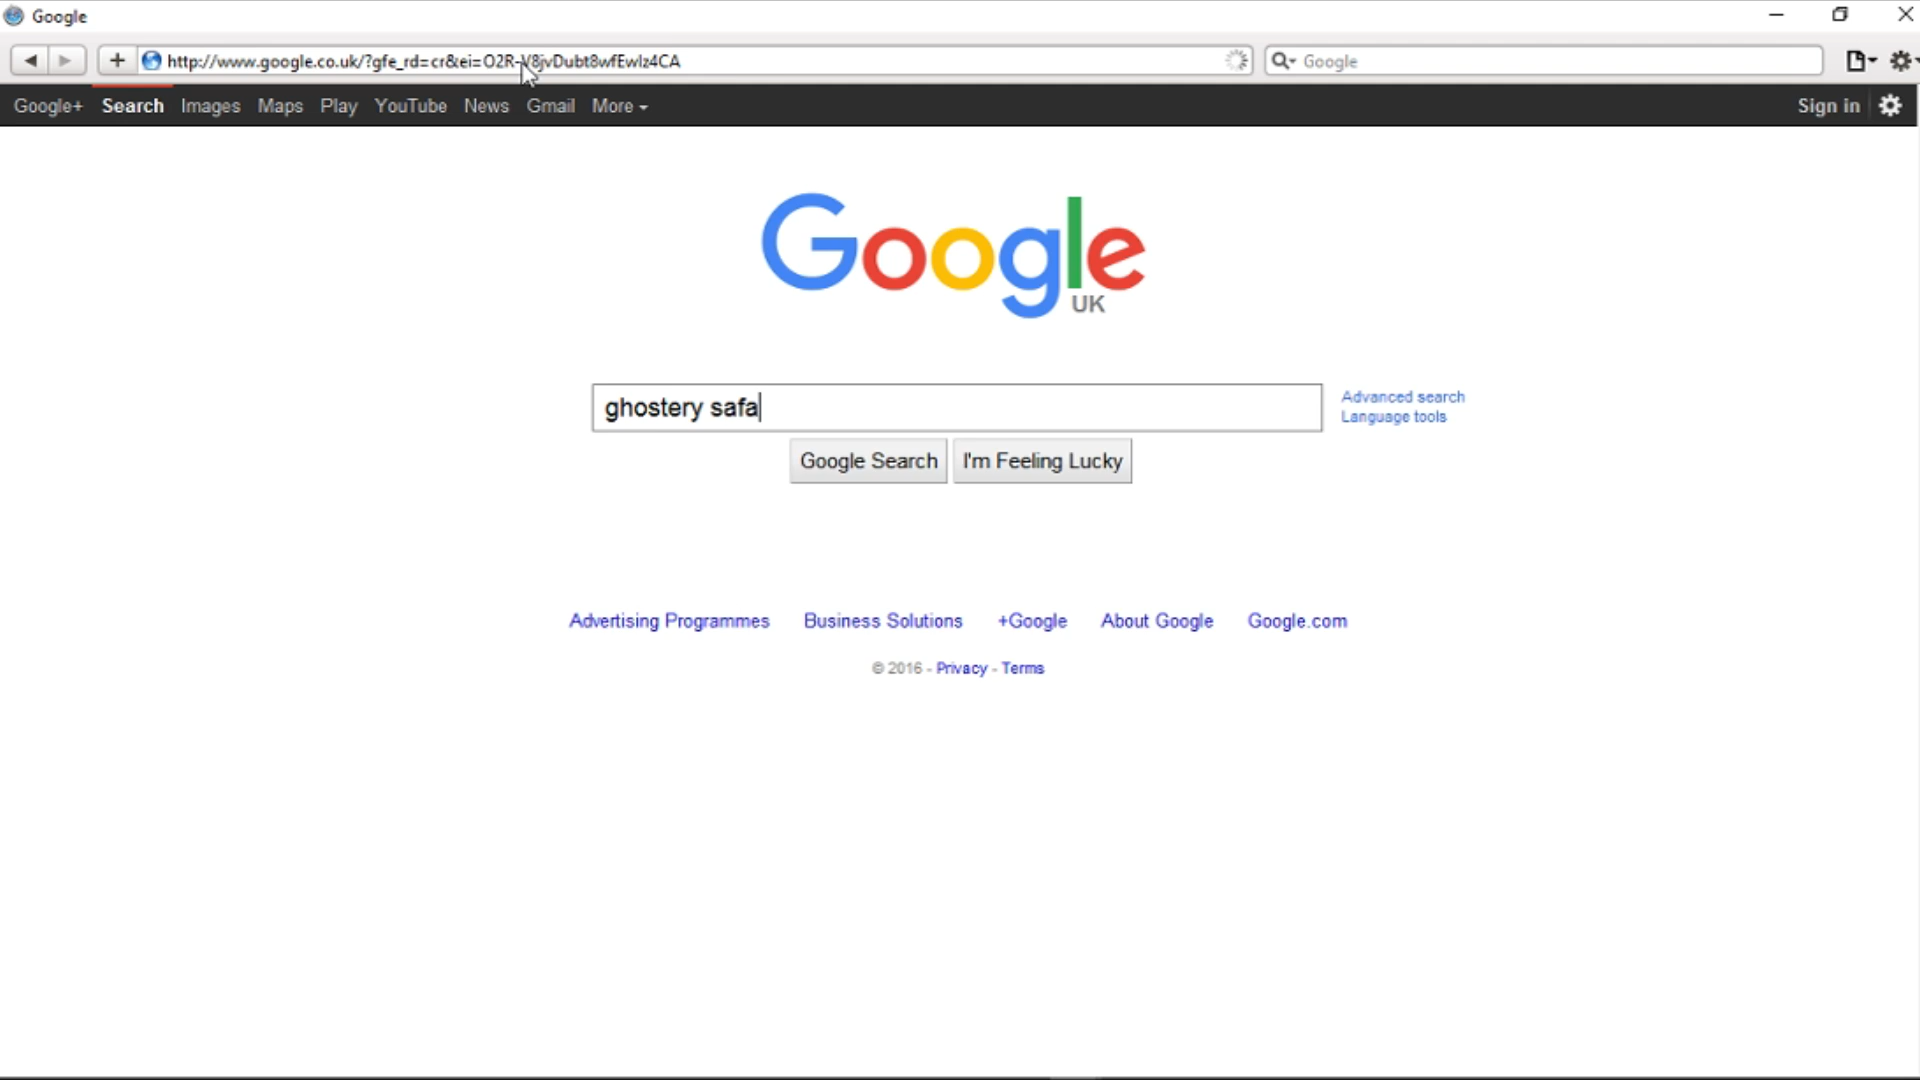 Google
http://www.google.co.uk/?gfe_rd=cr&ei=O2R-V8jvDubt8wfEwIz4CA Google
Google+ Search Images Maps Play YouTube News Gmail More Sign in
Google
UK
ghostery safa
Advanced search
Language tools
Google Search I'm Feeling Lucky
Advertising Programmes Business Solutions +Google About Google Google.com
© 2016 - Privacy - Terms